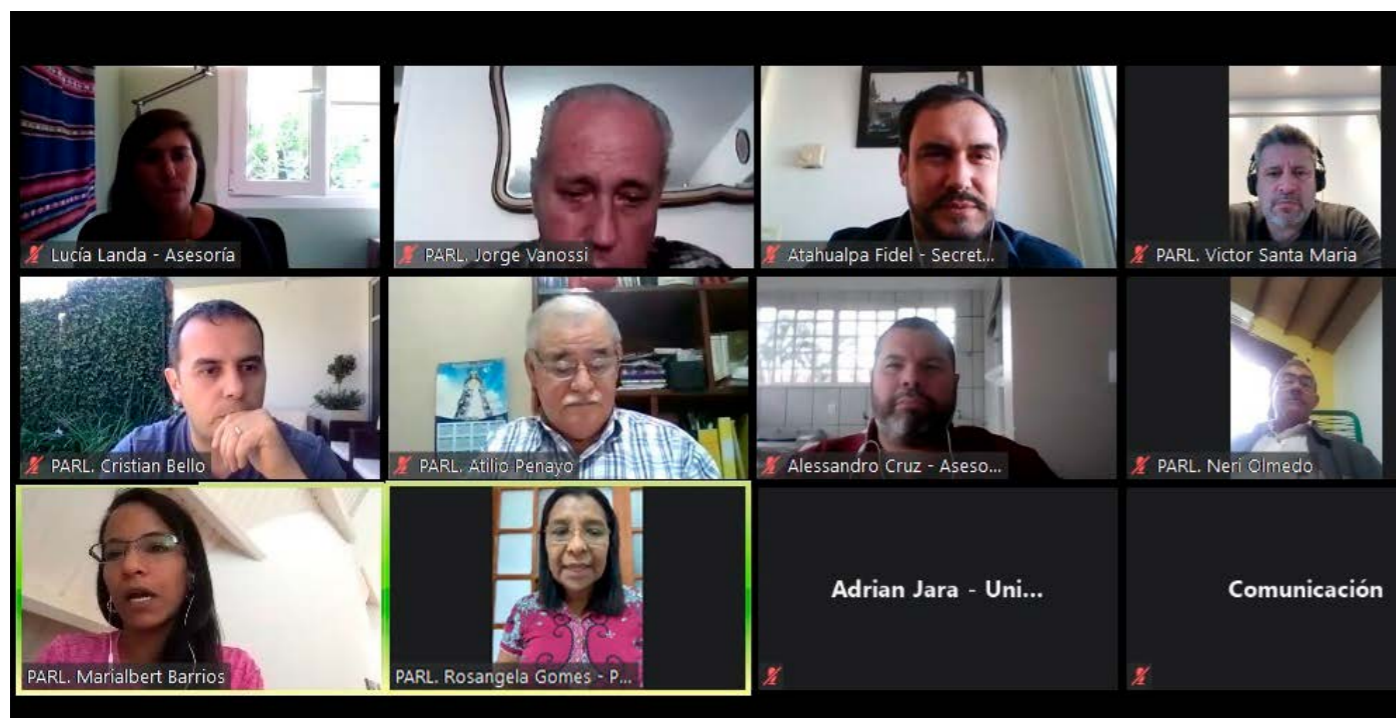 Lucía Landa - Asesoría
PARL. Jorge Vanossi
Atahualpa Fidel - Secret...
PARL. Victor Santa Maria
PARL. Cristian Bello
PARL. Atilio Penayo
Alessandro Cruz - Aseso...
PARL. Neri Olmedo
PARL. Marialbert Barrios
PARL. Rosangela Gomes - P...
Adrian Jara - Uni...
Comunicación